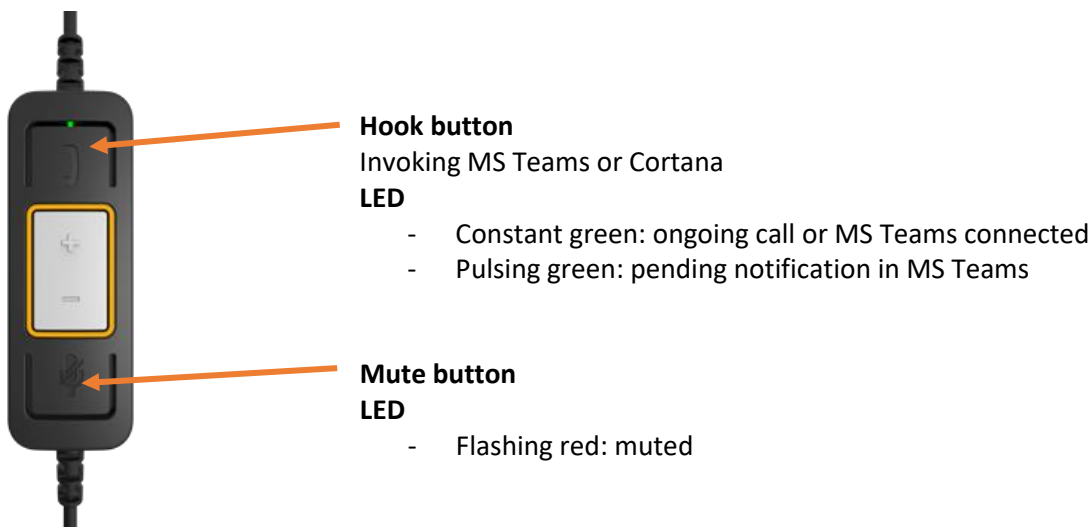 Hook button
Invoking MS Teams or Cortana
LED
- Constant green: ongoing call or MS Teams connected
- Pulsing green: pending notification in MS Teams
+
-
Mute button
LED
- Flashing red: muted